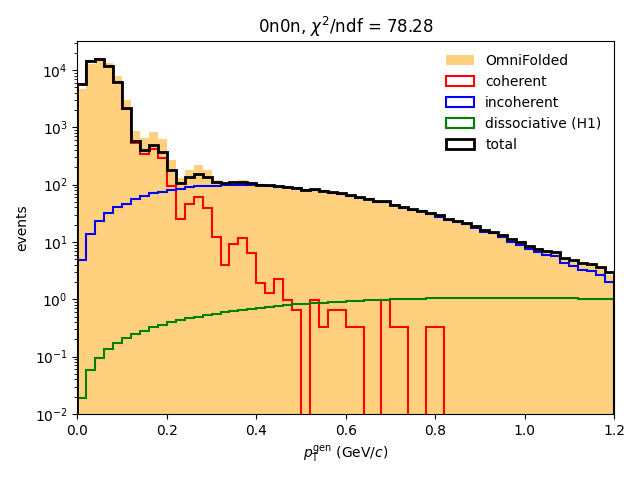 0n0n, χ²/ndf = 78.28
OmniFolded
coherent
incoherent
dissociative (H1)
total
events
10⁴
10³
10²
10¹
10⁰
10⁻¹
10⁻²
0.0 0.2 0.4 0.6 0.8 1.0 1.2
p_T^gen (GeV/c)